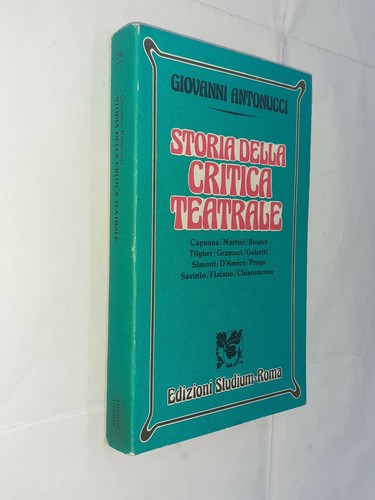 GIOVANNI ANTONUCCI
STORIA DELLA
CRITICA
TEATRALE
Capuana/Martini/Boutet
Tilgher/Gramsci/Gobetti
Simoni/D'Amico/Praga
Savinio/Flaiano/Chiaromonte
Edizioni Studium·Roma
STORIA DELLA CRITICA TEATRALE